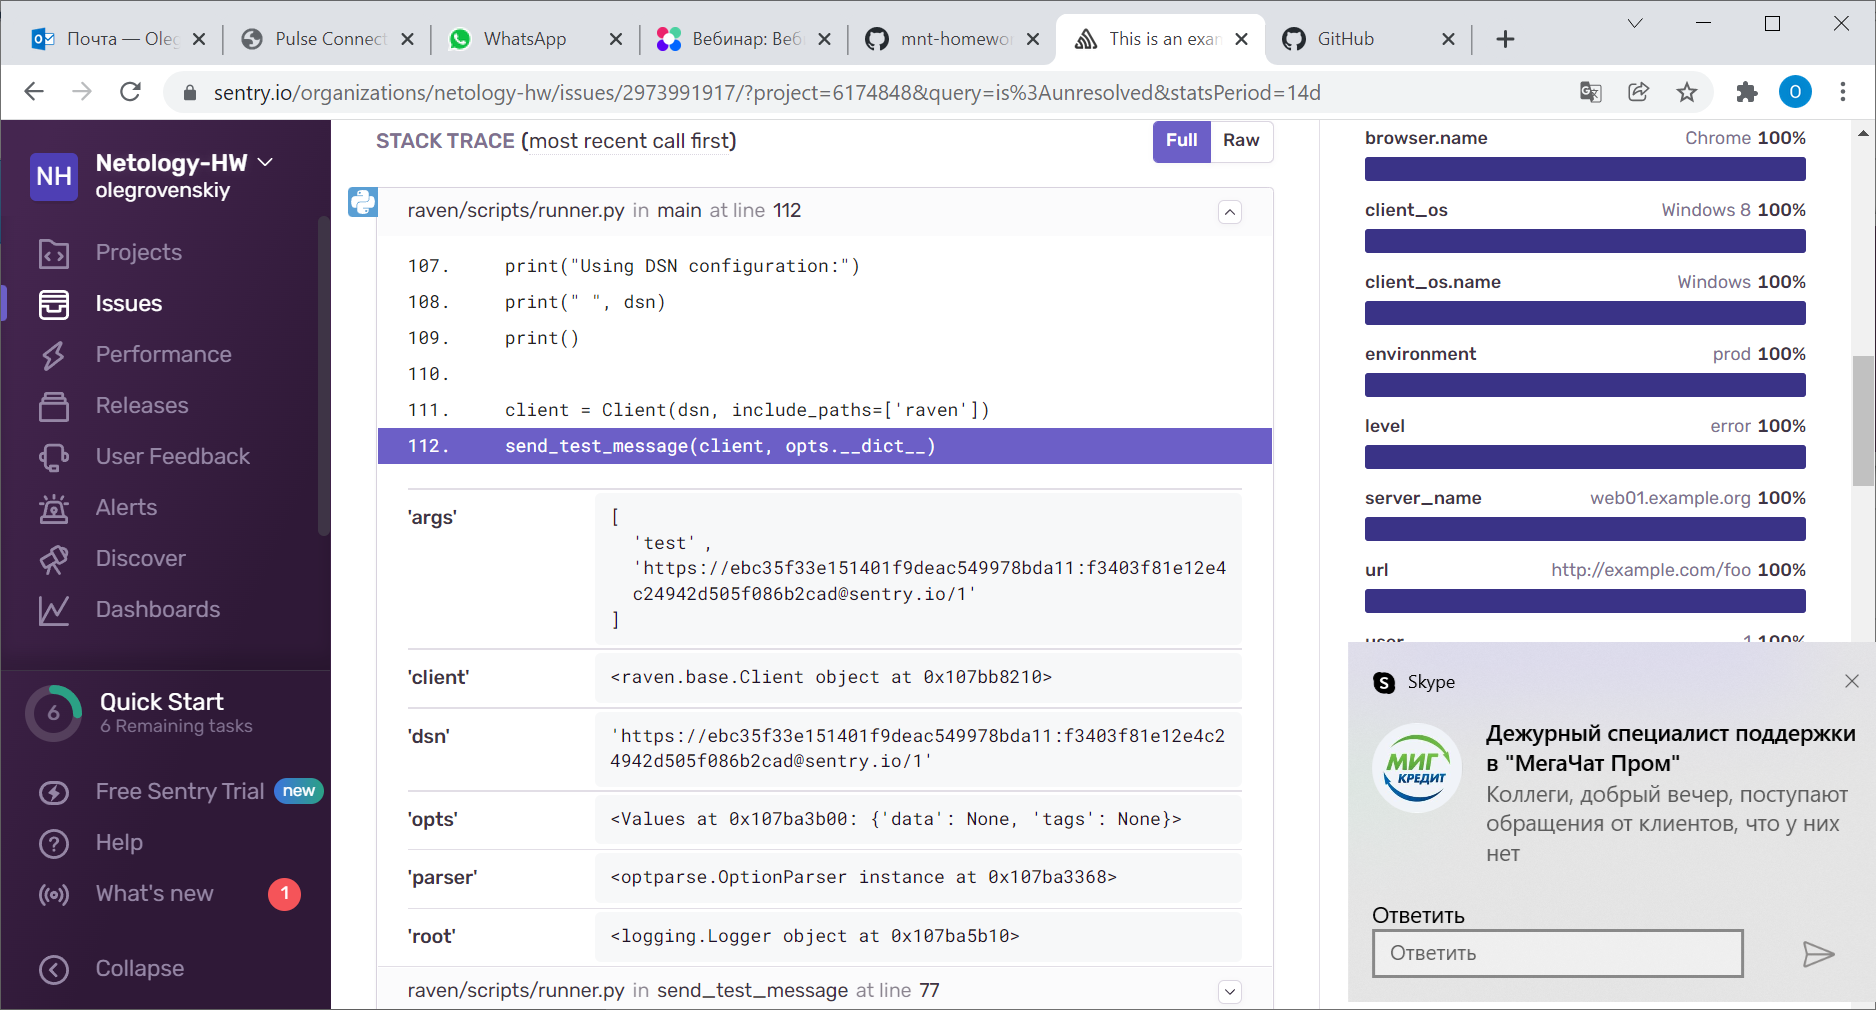 Почта — Oleg
Pulse Connect
WhatsApp
Вебинар: Веб
mnt-homewor
This is an exam
GitHub
sentry.io/organizations/netology-hw/issues/2973991917/?project=6174848&query=is%3Aunresolved&statsPeriod=14d
O
NH
Netology-HW
olegrovenskiy
Projects
Issues
Performance
Releases
User Feedback
Alerts
Discover
Dashboards
6
Quick Start
6 Remaining tasks
Free Sentry Trial new
Help
What's new 1
Collapse
STACK TRACE (most recent call first)
Full Raw
raven/scripts/runner.py in main at line 112
107. print("Using DSN configuration:")
108. print(" ", dsn)
109. print()
110.
111. client = Client(dsn, include_paths=['raven'])
112. send_test_message(client, opts.__dict__)
'args'
[
'test' ,
'https://ebc35f33e151401f9deac549978bda11:f3403f81e12e4
c24942d505f086b2cad@sentry.io/1'
]
'client' <raven.base.Client object at 0x107bb8210>
'dsn' 'https://ebc35f33e151401f9deac549978bda11:f3403f81e12e4c2
4942d505f086b2cad@sentry.io/1'
'opts' <Values at 0x107ba3b00: {'data': None, 'tags': None}>
'parser' <optparse.OptionParser instance at 0x107ba3368>
'root' <logging.Logger object at 0x107ba5b10>
raven/scripts/runner.py in send_test_message at line 77
browser.name Chrome 100%
client_os Windows 8 100%
client_os.name Windows 100%
environment prod 100%
level error 100%
server_name web01.example.org 100%
url http://example.com/foo 100%
user 1 100%
Skype
МИГ
КРЕДИТ
Дежурный специалист поддержки
в "МегаЧат Пром"
Коллеги, добрый вечер, поступают
обращения от клиентов, что у них
нет
Ответить
Ответить